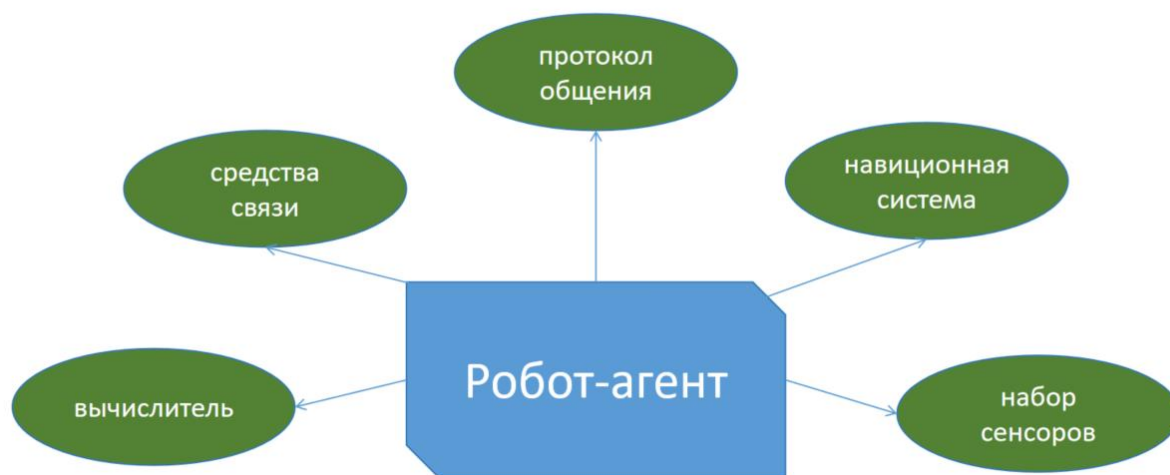 протокол
общения
средства
связи
навиционная
система
Робот-агент
вычислитель
набор
сенсоров